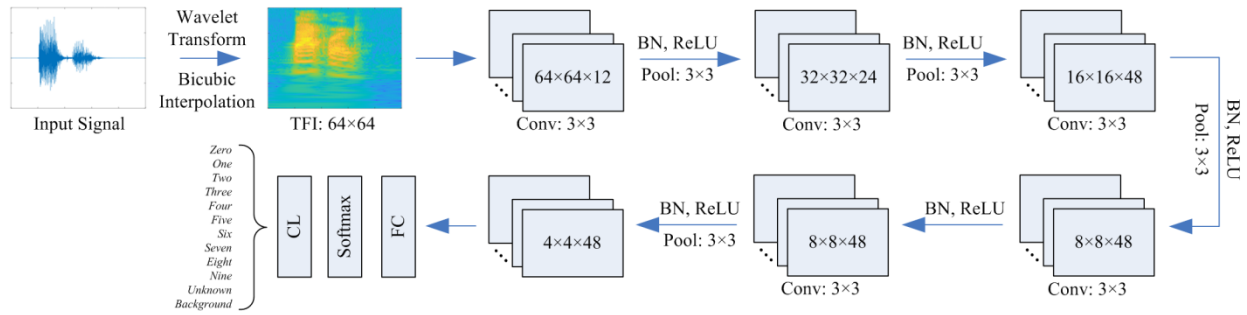 Wavelet
Transform
Bicubic
Interpolation
Input Signal
TFI: 64×64
64×64×12
Conv: 3×3
BN, ReLU
Pool: 3×3
32×32×24
Conv: 3×3
BN, ReLU
Pool: 3×3
16×16×48
Conv: 3×3
BN, ReLU
Pool: 3×3
8×8×48
Conv: 3×3
BN, ReLU
8×8×48
Conv: 3×3
BN, ReLU
Pool: 3×3
4×4×48
FC
Softmax
CL
Zero
One
Two
Three
Four
Five
Six
Seven
Eight
Nine
Unknown
Background